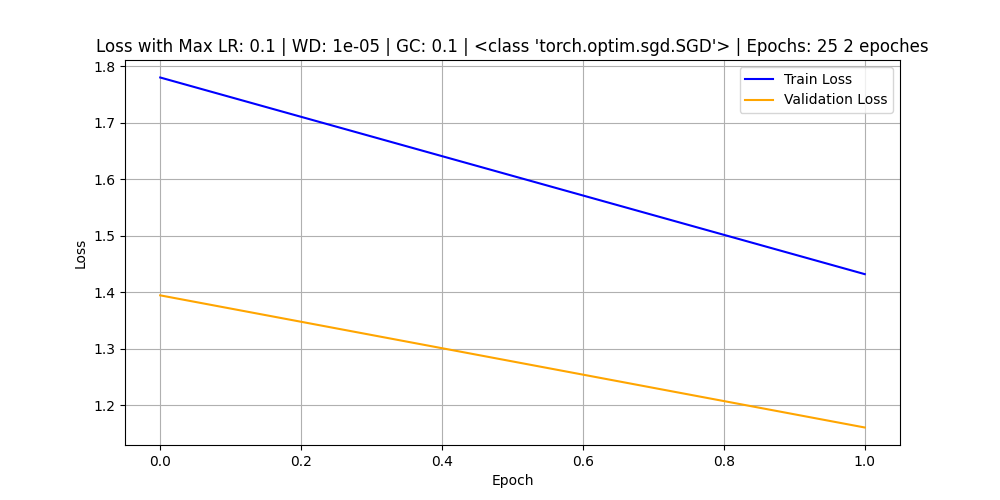 Loss with Max LR: 0.1 | WD: 1e-05 | GC: 0.1 | <class 'torch.optim.sgd.SGD'> | Epochs: 25 2 epoches
Train Loss
Validation Loss
Loss
1.8
1.7
1.6
1.5
1.4
1.3
1.2
0.0 0.2 0.4 0.6 0.8 1.0
Epoch